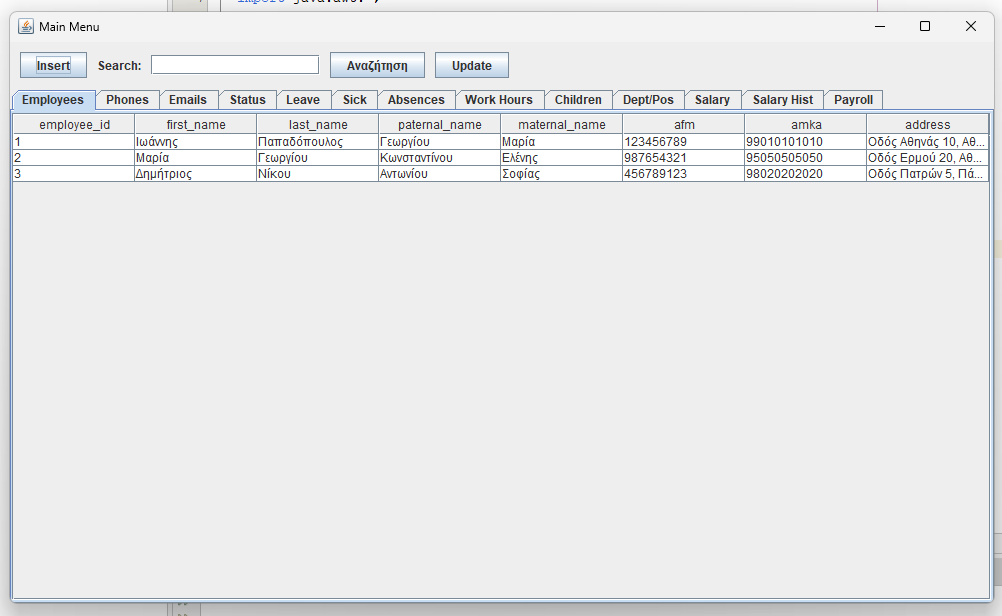 import java.awt.*;
Main Menu
Insert Search: Αναζήτηση Update
Employees Phones Emails Status Leave Sick Absences Work Hours Children Dept/Pos Salary Salary Hist Payroll
employee_id first_name last_name paternal_name maternal_name afm amka address
1 Ιωάννης Παπαδόπουλος Γεωργίου Μαρία 123456789 99010101010 Οδός Αθηνάς 10, Αθ...
2 Μαρία Γεωργίου Κωνσταντίνου Ελένης 987654321 95050505050 Οδός Ερμού 20, Αθ...
3 Δημήτριος Νίκου Αντωνίου Σοφίας 456789123 98020202020 Οδός Πατρών 5, Πά...